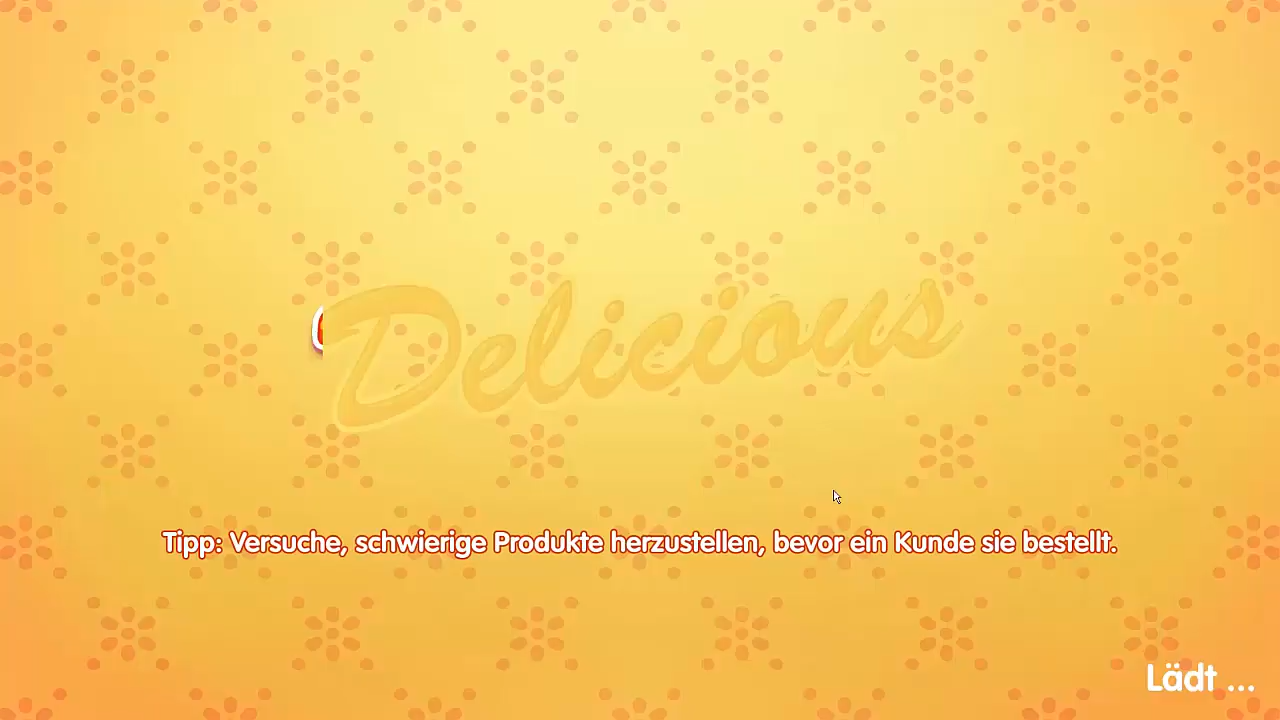 Delicious
Tipp: Versuche, schwierige Produkte herzustellen, bevor ein Kunde sie bestellt.
Lädt ...